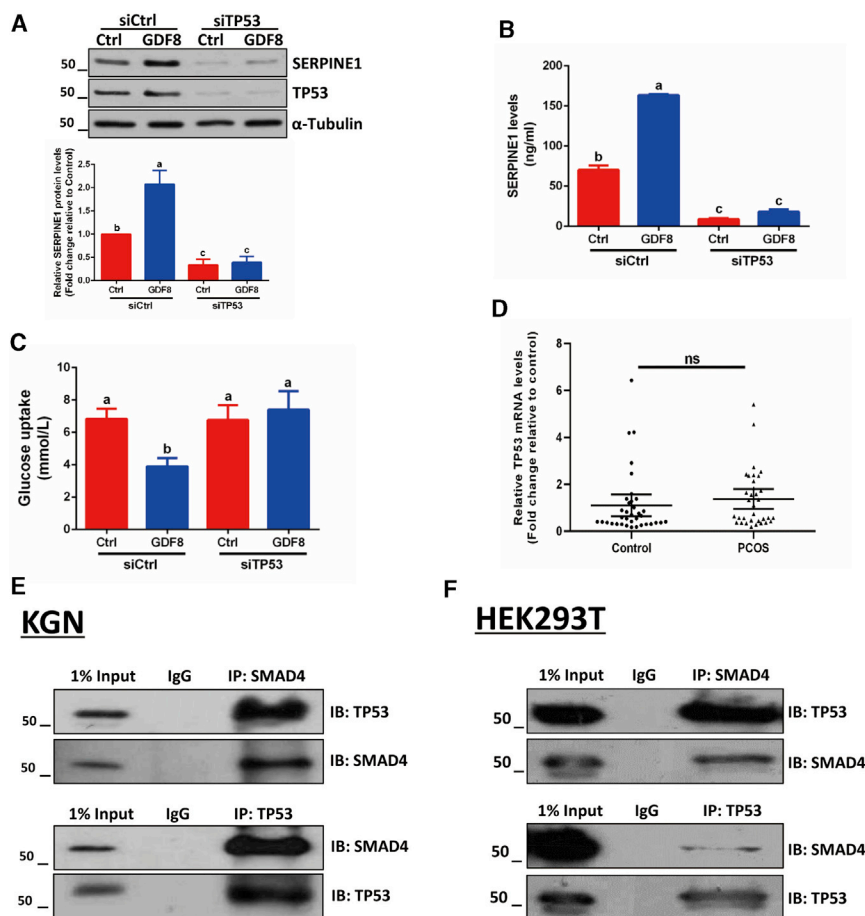 A
siCtrl siTP53
Ctrl GDF8 Ctrl GDF8
50 SERPINE1
TP53
50 α-Tubulin
Relative SERPINE1 protein levels
(Fold change relative to Control)
2.5
2.0
1.5
1.0
0.5
0.0
b a c c
Ctrl GDF8 Ctrl GDF8
siCtrl siTP53
B
SERPINE1 levels
(ng/ml)
200
150
100
50
0
b a c c
Ctrl GDF8 Ctrl GDF8
siCtrl siTP53
C
Glucose uptake
(mmol/L)
10
8
6
4
2
0
a b a a
Ctrl GDF8 Ctrl GDF8
siCtrl siTP53
D
Relative TP53 mRNA levels
(Fold change relative to control)
8
6
4
2
0
ns
Control PCOS
E
KGN
1% Input IgG IP: SMAD4
50 IB: TP53
50 IB: SMAD4
1% Input IgG IP: TP53
50 IB: SMAD4
50 IB: TP53
F
HEK293T
1% Input IgG IP: SMAD4
50 IB: TP53
50 IB: SMAD4
1% Input IgG IP: TP53
50 IB: SMAD4
50 IB: TP53